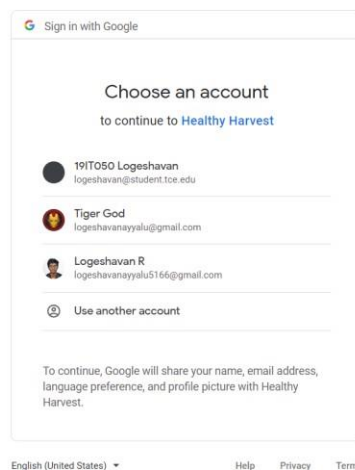 Sign in with Google
Choose an account
to continue to Healthy Harvest
19IT050 Logeshavan
logeshavan@student.tce.edu
Tiger God
logeshavanayyalu@gmail.com
Logeshavan R
logeshavanayyalu5166@gmail.com
Use another account
To continue, Google will share your name, email address,
language preference, and profile picture with Healthy
Harvest.
English (United States) Help Privacy Term